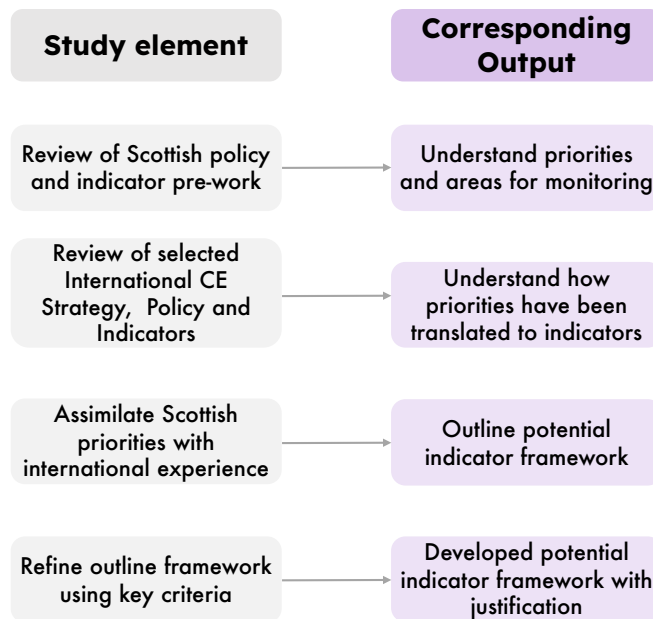 Study element
Corresponding
Output
Review of Scottish policy
and indicator pre-work
Understand priorities
and areas for monitoring
Review of selected
International CE
Strategy, Policy and
Indicators
Understand how
priorities have been
translated to indicators
Assimilate Scottish
priorities with
international experience
Outline potential
indicator framework
Refine outline framework
using key criteria
Developed potential
indicator framework with
justification